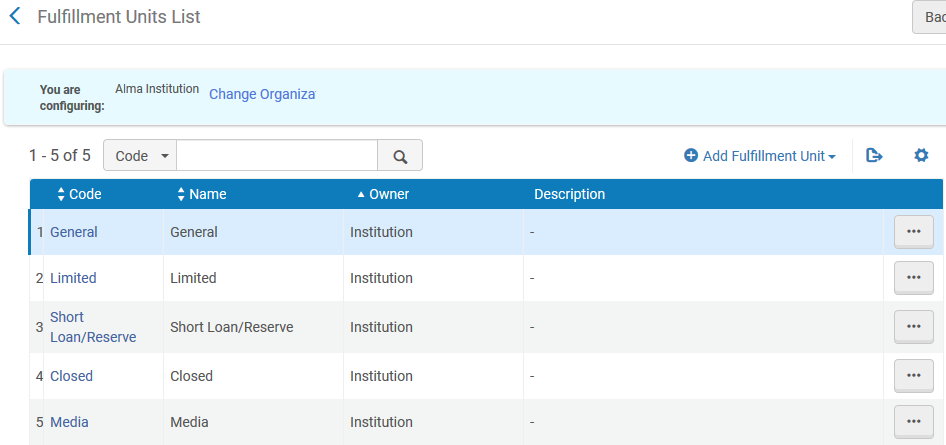 Fulfillment Units List
Bac
You are configuring:
Alma Institution
Change Organiza
1 - 5 of 5
Code
Add Fulfillment Unit
Code Name Owner Description
1 General General Institution -
2 Limited Limited Institution -
3 Short Loan/Reserve Short Loan/Reserve Institution -
4 Closed Closed Institution -
5 Media Media Institution -